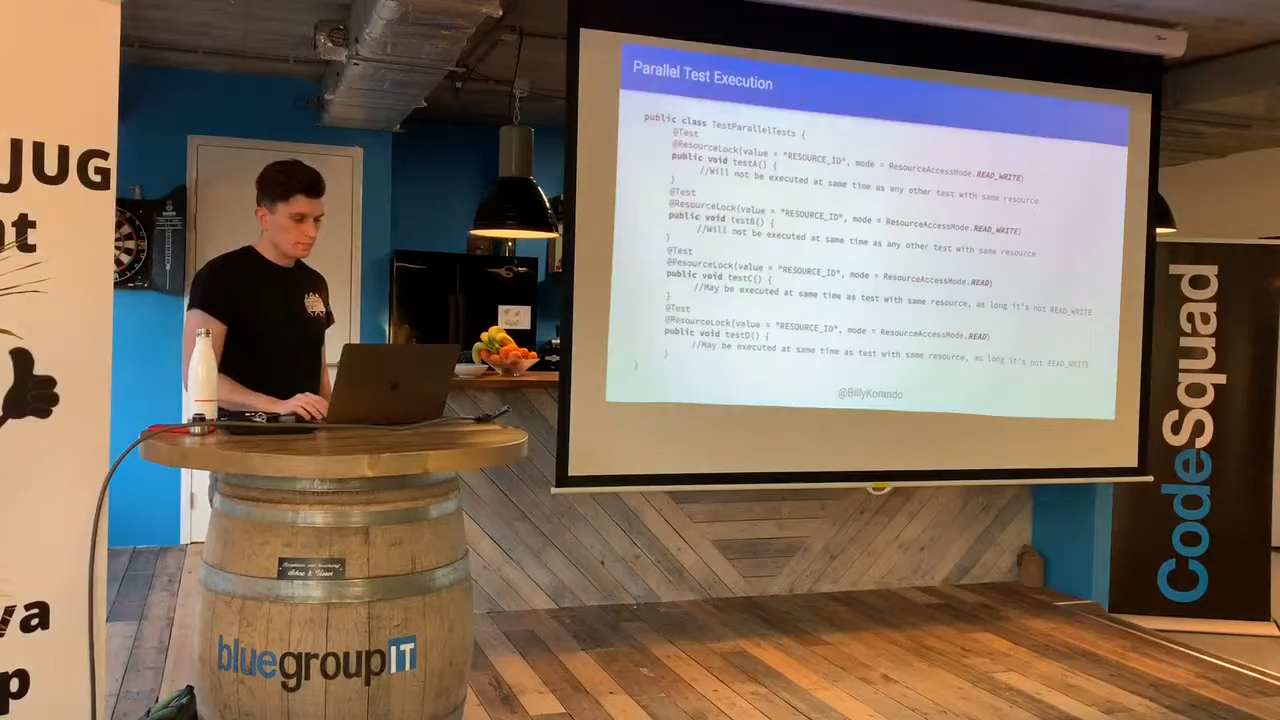 JUG
nt
va
p
Parallel Test Execution
public class TestParallelTests {
@Test
@ResourceLock(value = "RESOURCE_ID", mode = ResourceAccessMode.READ_WRITE)
public void testA() {
//Will not be executed at same time as any other test with same resource
}
@Test
@ResourceLock(value = "RESOURCE_ID", mode = ResourceAccessMode.READ_WRITE)
public void testB() {
//Will not be executed at same time as any other test with same resource
}
@Test
@ResourceLock(value = "RESOURCE_ID", mode = ResourceAccessMode.READ)
public void testC() {
//May be executed at same time as test with same resource, as long it's not READ_WRITE
}
@Test
@ResourceLock(value = "RESOURCE_ID", mode = ResourceAccessMode.READ)
public void testD() {
//May be executed at same time as test with same resource, as long it's not READ_WRITE
}
}
@BillyKorando
CodeSquad
bluegroupIT